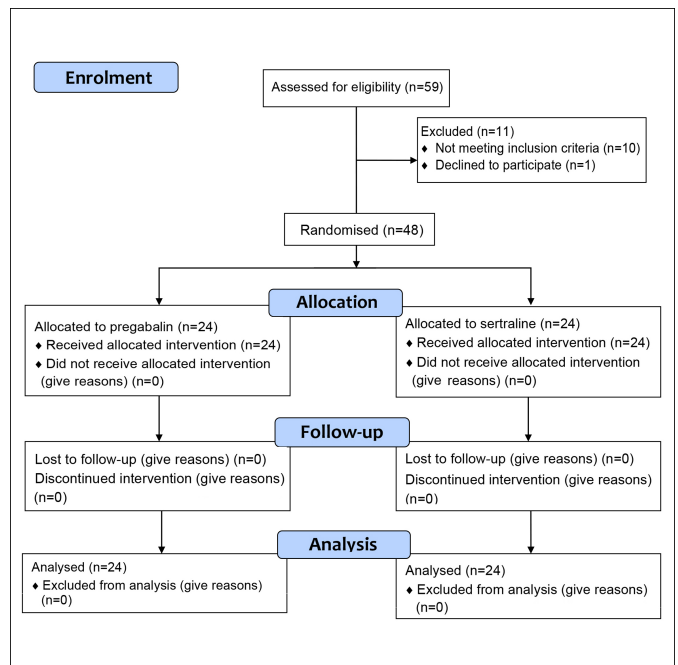 Enrolment
Assessed for eligibility (n=59)
Excluded (n=11)
♦ Not meeting inclusion criteria (n=10)
♦ Declined to participate (n=1)
Randomised (n=48)
Allocation
Allocated to pregabalin (n=24)
♦ Received allocated intervention (n=24)
♦ Did not receive allocated intervention
(give reasons) (n=0)
Allocated to sertraline (n=24)
♦ Received allocated intervention (n=24)
♦ Did not receive allocated intervention
(give reasons) (n=0)
Follow-up
Lost to follow-up (give reasons) (n=0)
Discontinued intervention (give reasons)
(n=0)
Lost to follow-up (give reasons) (n=0)
Discontinued intervention (give reasons)
(n=0)
Analysis
Analysed (n=24)
♦ Excluded from analysis (give reasons)
(n=0)
Analysed (n=24)
♦ Excluded from analysis (give reasons)
(n=0)